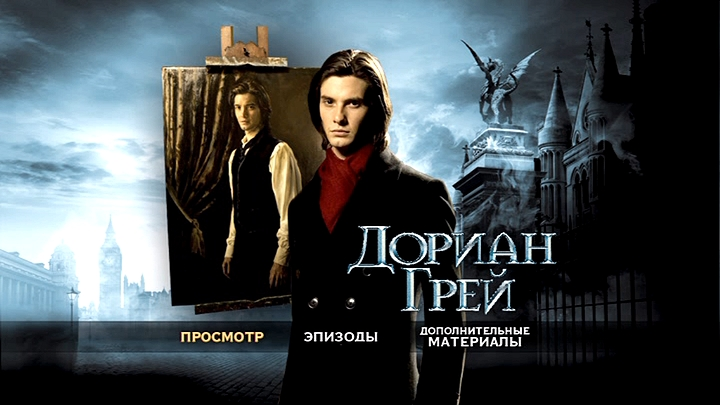 ДОРИАН
ГРЕЙ
ПРОСМОТР
ЭПИЗОДЫ
ДОПОЛНИТЕЛЬНЫЕ
МАТЕРИАЛЫ